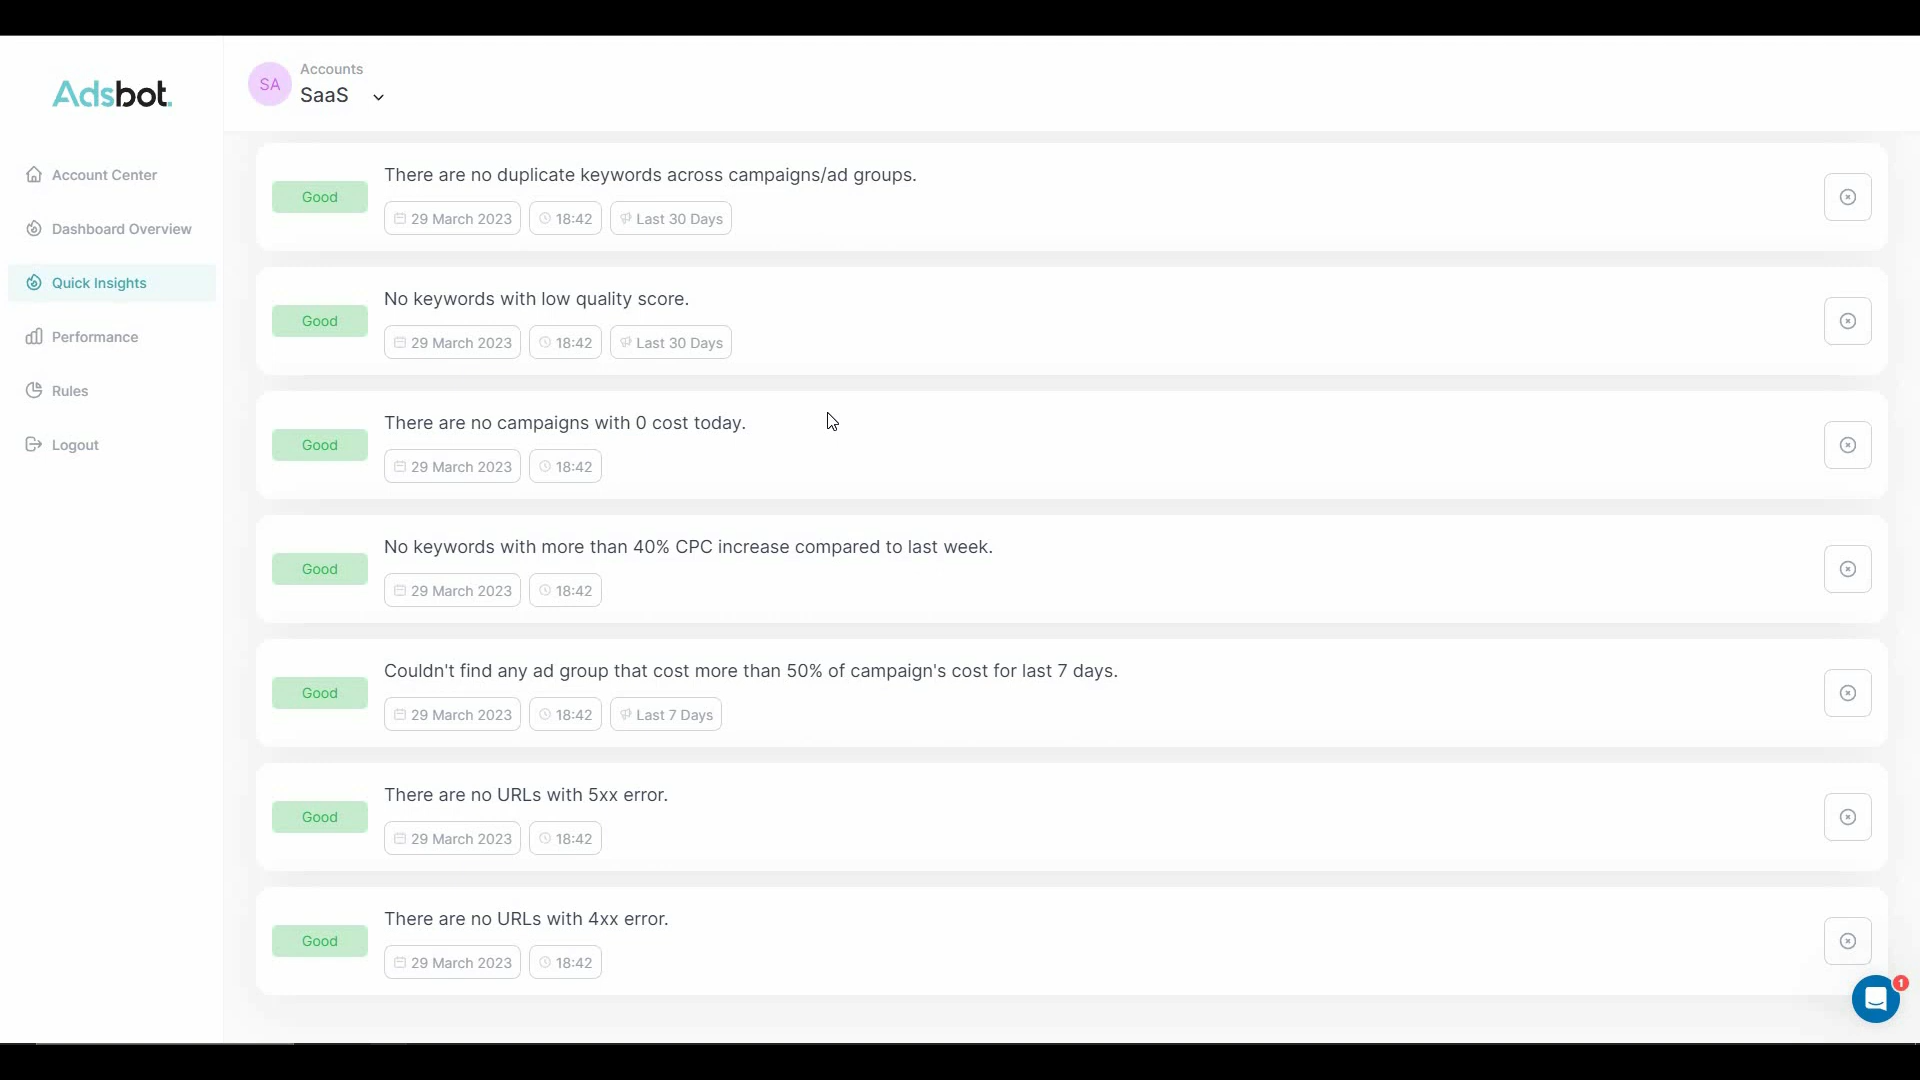 Adsbot.
SA
Accounts
SaaS
Account Center
Dashboard Overview
Quick Insights
Performance
Rules
Logout
There are no duplicate keywords across campaigns/ad groups.
Good
29 March 2023
18:42
Last 30 Days
No keywords with low quality score.
Good
29 March 2023
18:42
Last 30 Days
There are no campaigns with 0 cost today.
Good
29 March 2023
18:42
No keywords with more than 40% CPC increase compared to last week.
Good
29 March 2023
18:42
Couldn't find any ad group that cost more than 50% of campaign's cost for last 7 days.
Good
29 March 2023
18:42
Last 7 Days
There are no URLs with 5xx error.
Good
29 March 2023
18:42
There are no URLs with 4xx error.
Good
29 March 2023
18:42
1